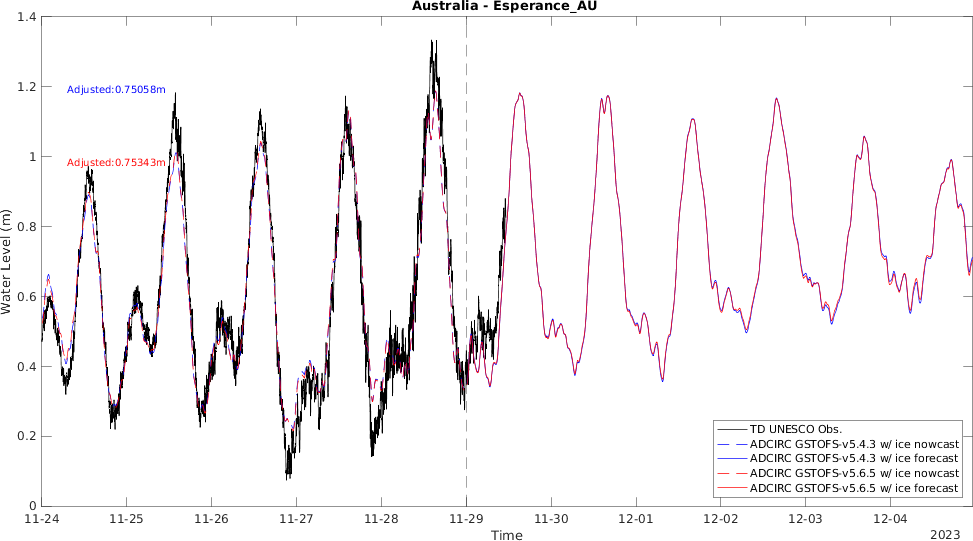 Australia - Esperance_AU
1.4
1.2
1
0.8
0.6
0.4
0.2
0
Water Level (m)
Adjusted:0.75058m
Adjusted:0.75343m
TD UNESCO Obs.
ADCIRC GSTOFS-v5.4.3 w/ ice nowcast
ADCIRC GSTOFS-v5.4.3 w/ ice forecast
ADCIRC GSTOFS-v5.6.5 w/ ice nowcast
ADCIRC GSTOFS-v5.6.5 w/ ice forecast
11-24 11-25 11-26 11-27 11-28 11-29 11-30 12-01 12-02 12-03 12-04
Time
2023